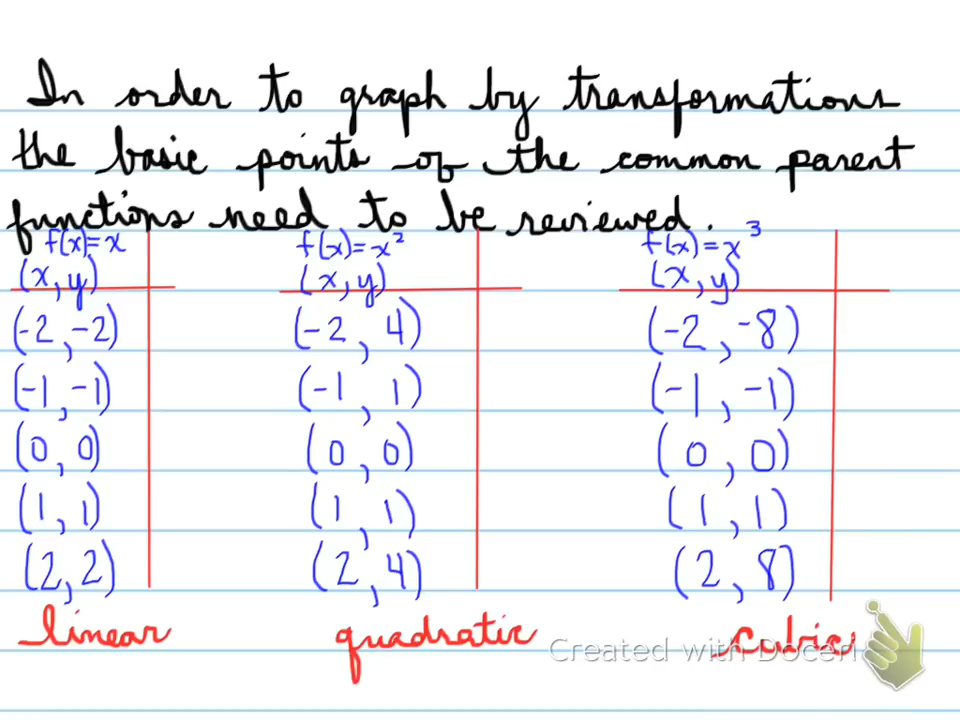 In order to graph by transformations
the basic points of the common parent
functions need to be reviewed.
f(x)=x f(x)=x² f(x)=x³
(x,y) (x,y) (x,y)
(-2,-2) (-2,4) (-2,-8)
(-1,-1) (-1,1) (-1,-1)
(0,0) (0,0) (0,0)
(1,1) (1,1) (1,1)
(2,2) (2,4) (2,8)
linear quadratic cubic
Created with Doceri